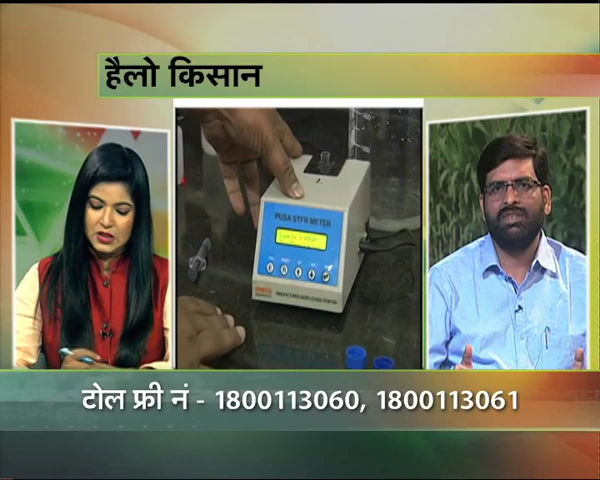 हैलो किसान
PUSA STFR METER
टोल फ्री नं - 1800113060, 1800113061